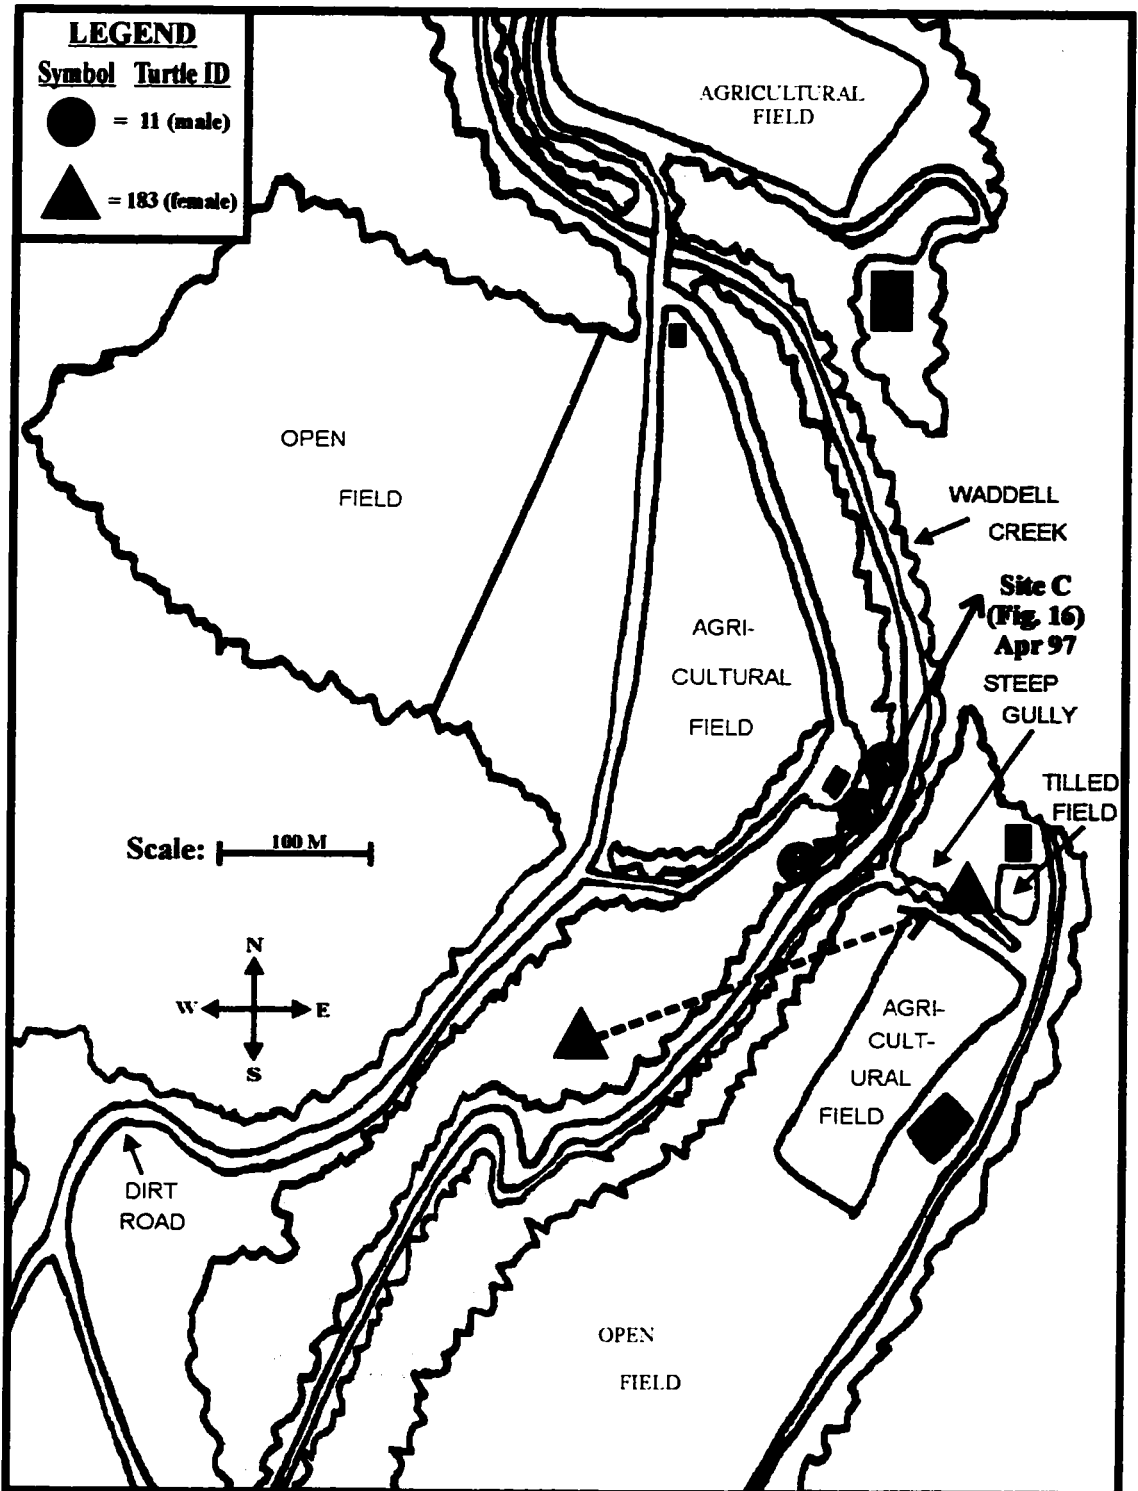 LEGEND
Symbol Turtle ID
= 11 (male)
= 183 (female)
AGRICULTURAL
FIELD
OPEN
FIELD
WADDELL
CREEK
Site C
(Fig. 16)
Apr 97
STEEP
GULLY
TILLED
FIELD
AGRI-
CULTURAL
FIELD
Scale: 100 M
N
W E
S
AGRI-
CULT-
URAL
FIELD
DIRT
ROAD
OPEN
FIELD